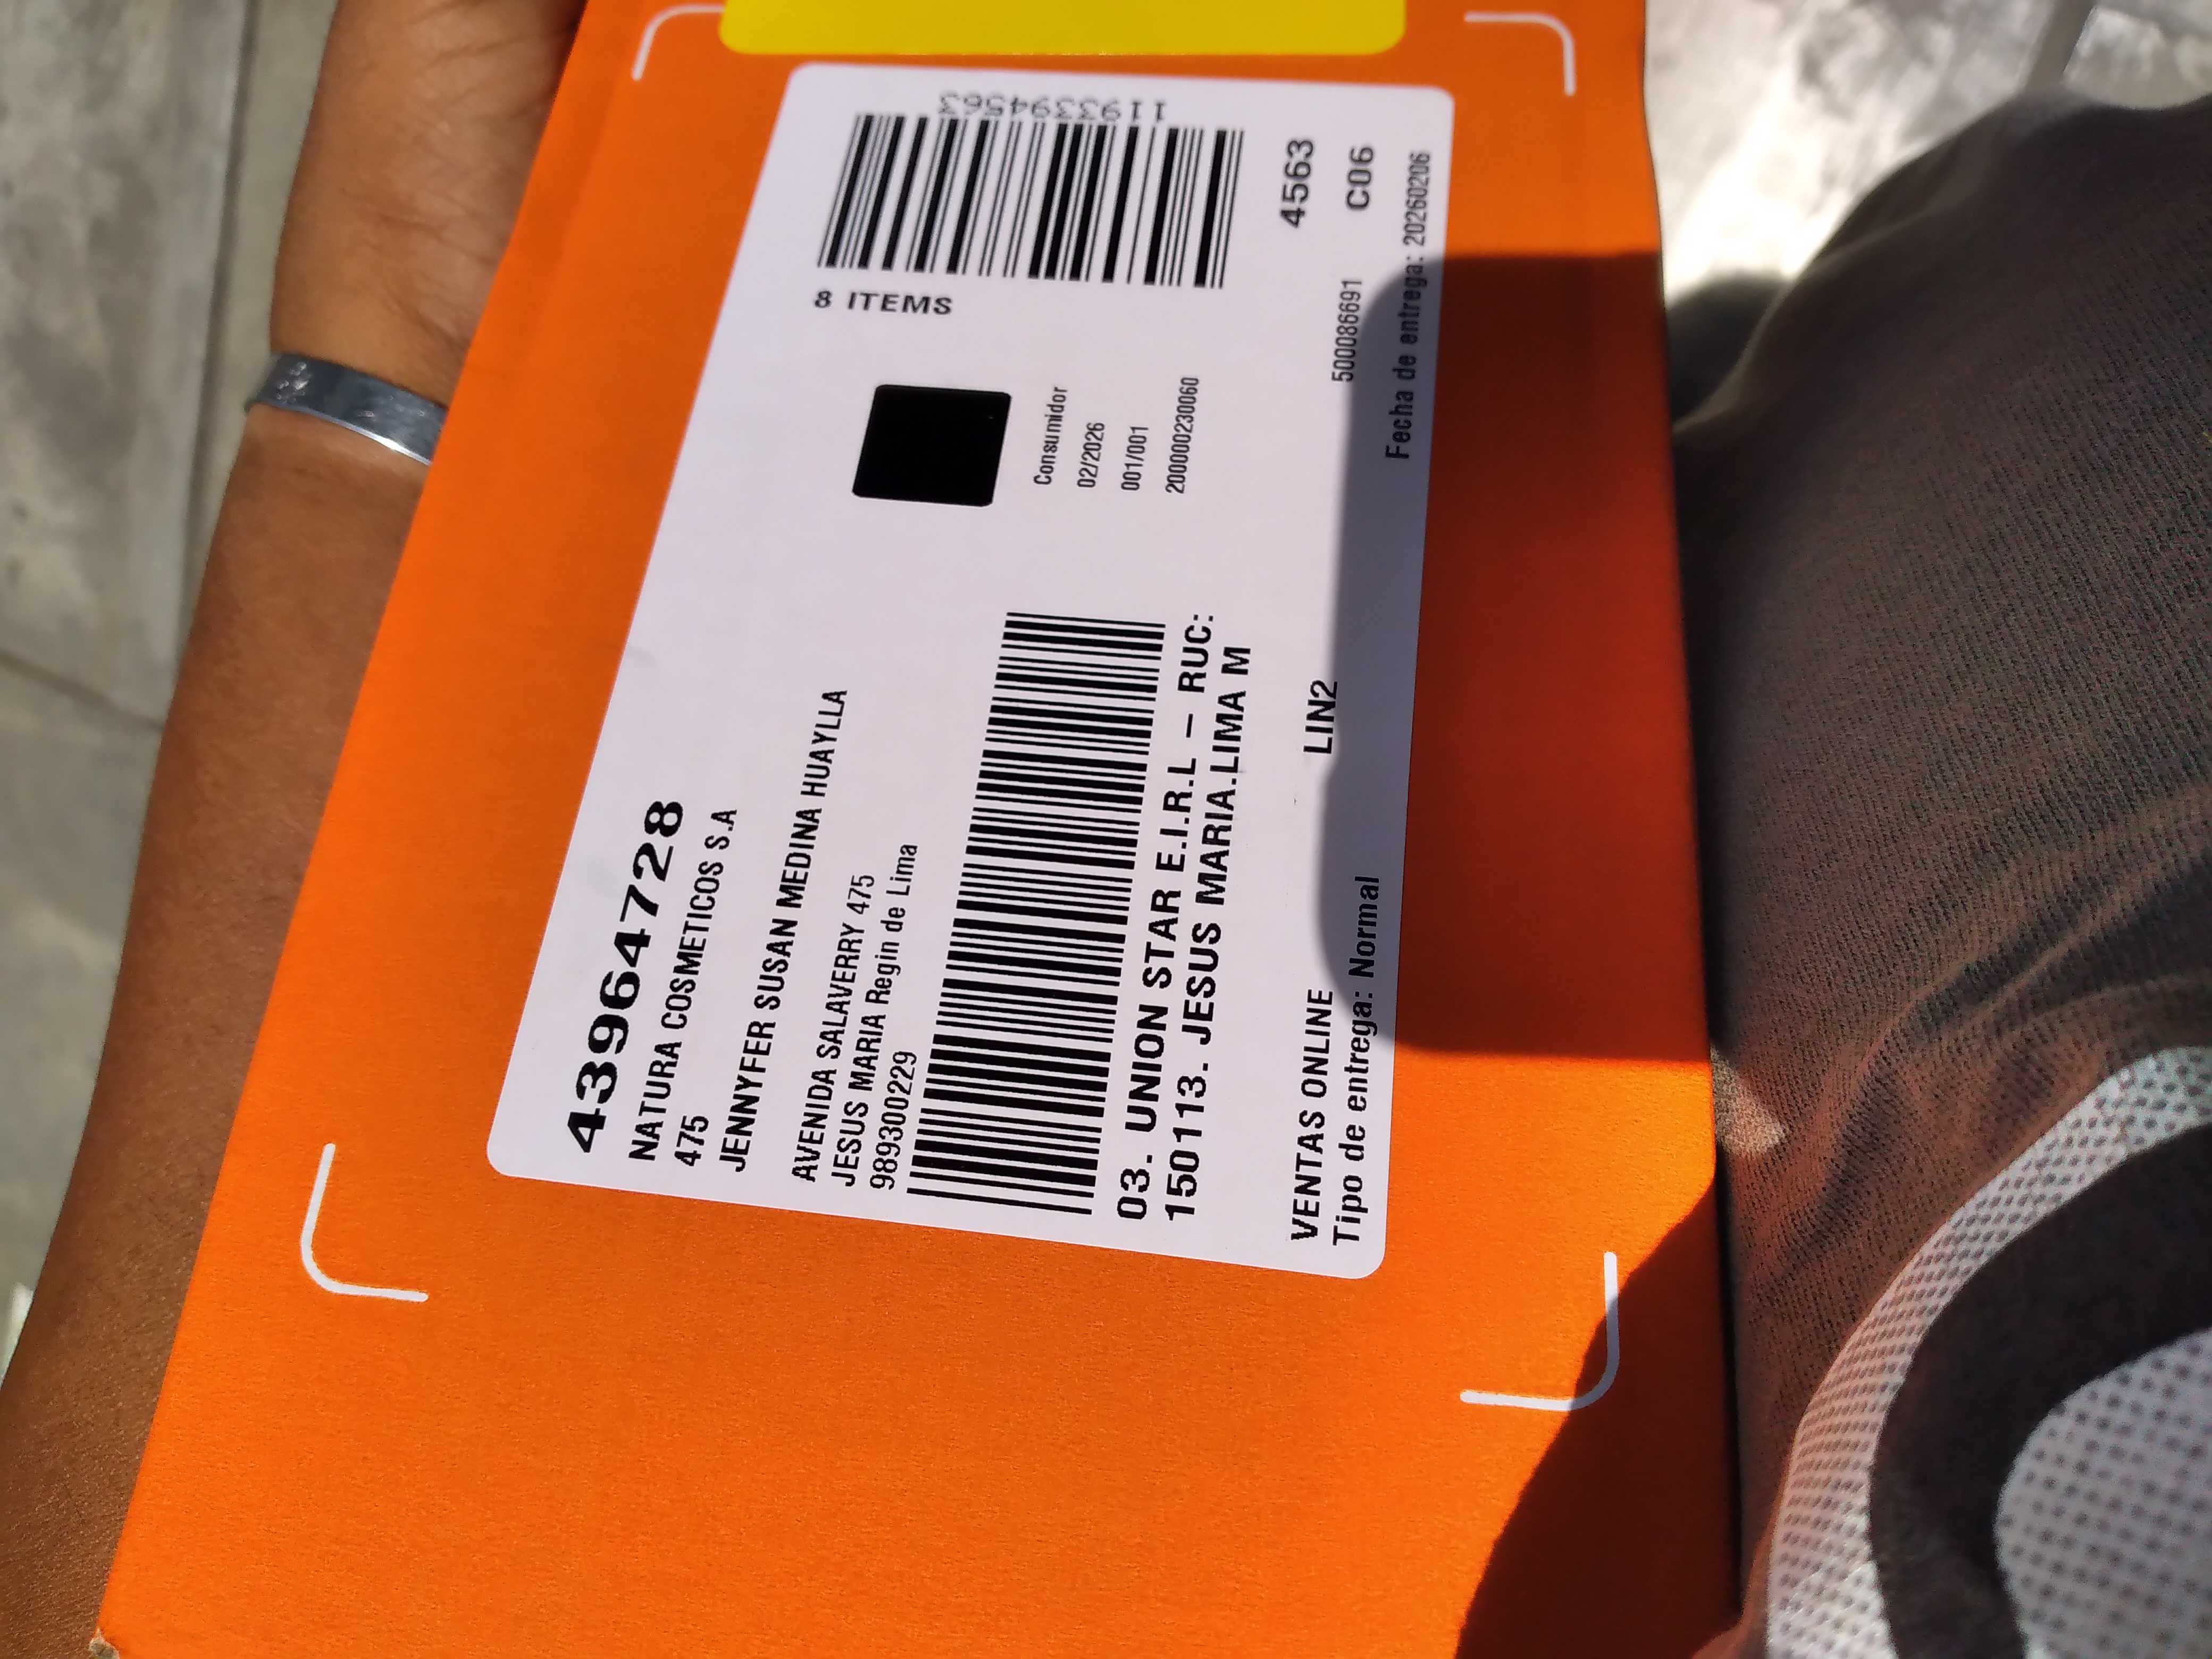 43964728
NATURA COSMETICOS S.A
475
JENNYFER SUSAN MEDINA HUAYLLA
AVENIDA SALAVERRY 475
JESUS MARIA Regin de Lima
989300229
03. UNION STAR E.I.R.L – RUC:
150113. JESUS MARIA.LIMA M
VENTAS ONLINE
LIN2
Tipo de entrega: Normal
1193394563
8 ITEMS
Consumidor
02/2026
001/001
200000230060
4563
500086691
C06
Fecha de entrega: 20260206